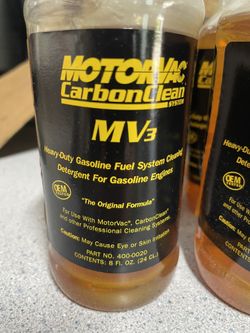 MOTORVAC
CarbonClean
SYSTEM
MV3
Heavy-Duty Gasoline Fuel System Cleaning
Detergent For Gasoline Engines
OEM
"The Original Formula"
For Use With MotorVac® CarbonClean®
and other Professional Cleaning Systems.
Caution: May Cause Eye or Skin Irritation
PART NO. 400-0020
CONTENTS: 8 FL. OZ. (.24 CL.)